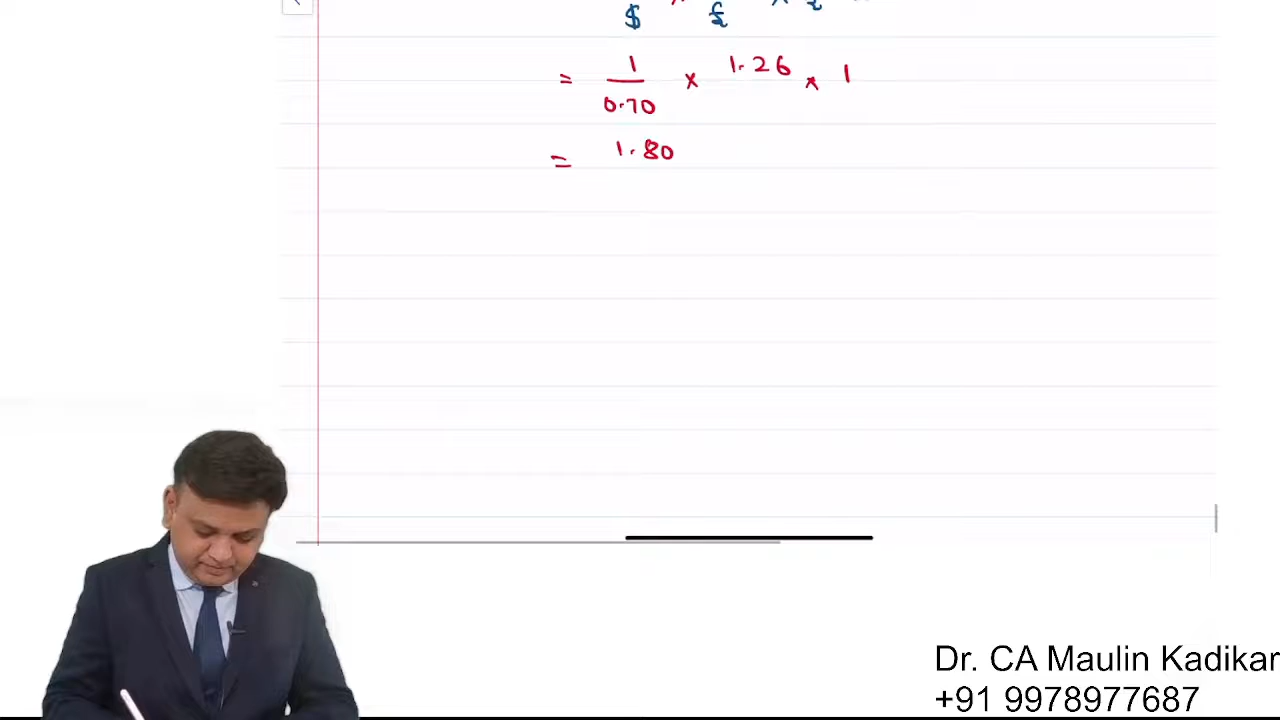 $ £
= 1/0.70 × 1.26 × 1
= 1.80
Dr. CA Maulin Kadikar
+91 9978977687